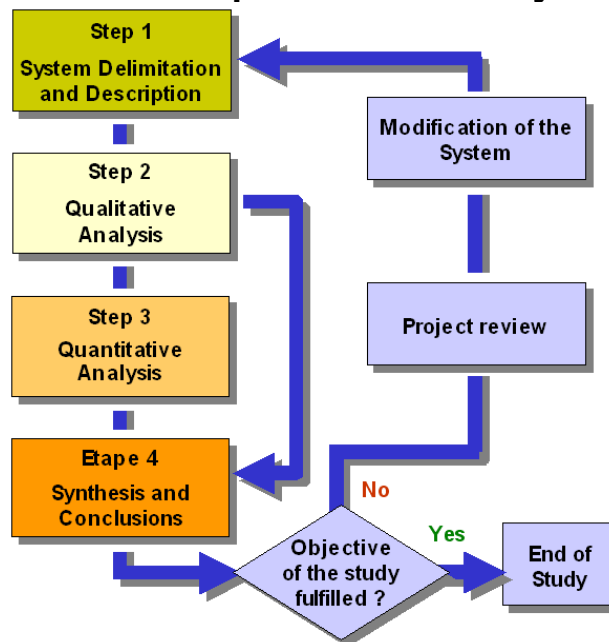 Step 1
System Delimitation
and Description
Step 2
Qualitative
Analysis
Step 3
Quantitative
Analysis
Etape 4
Synthesis and
Conclusions
Modification of the
System
Project review
No
Objective
of the study
fulfilled ?
Yes
End of
Study